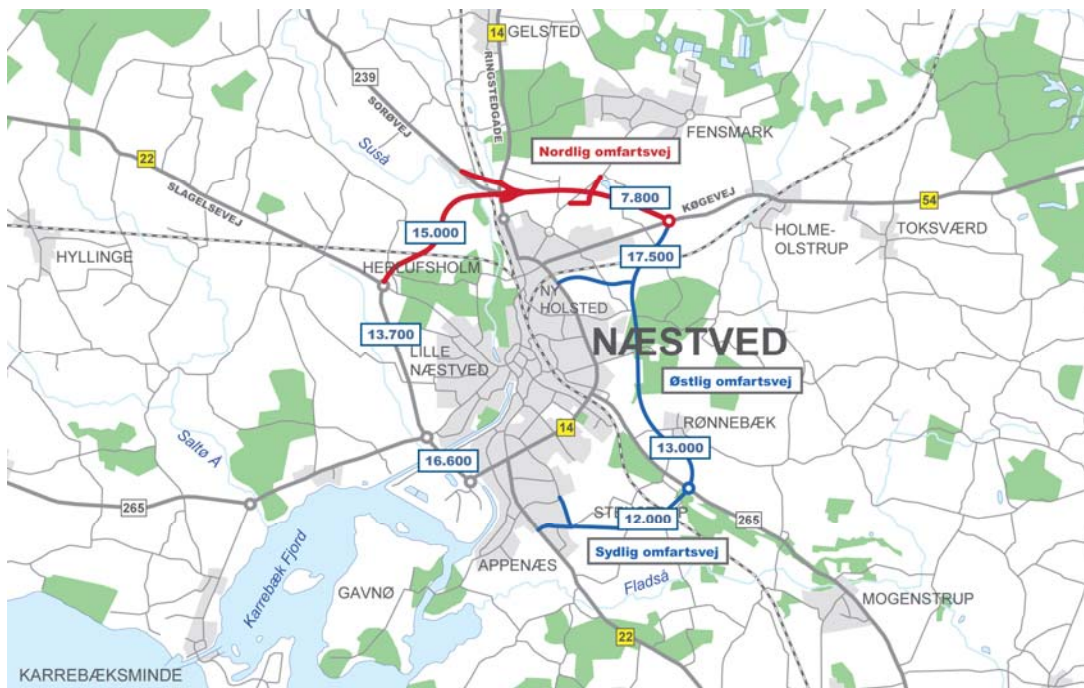 14
GELSTED
239
SORØVEJ
RINGSTEDGADE
FENSMARK
Suså
22
SLAGELSEVEJ
Nordlig omfartsvej
7.800
KØGEVEJ
54
15.000
HOLME-
OLSTRUP
TOKSVÆRD
HYLLINGE
HERLUFSHOLM
17.500
NY
HOLSTED
13.700
LILLE
NÆSTVED
NÆSTVED
Østlig omfartsvej
RØNNEBÆK
14
13.000
Saltø Å
16.600
265
12.000
265
Sydlig omfartsvej
Karrebæk Fjord
APPENÆS
Fladså
GAVNØ
MOGENSTRUP
22
KARREBÆKSMINDE